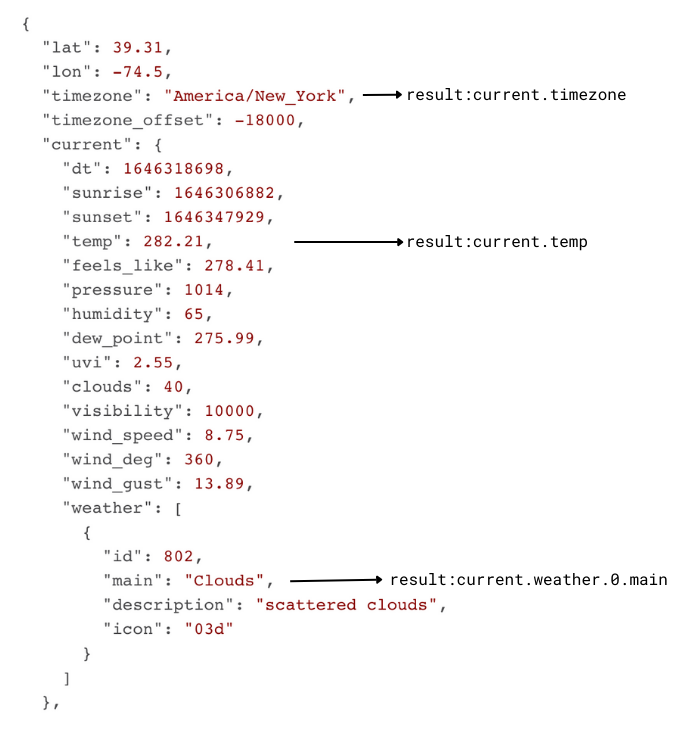 {
"lat": 39.31,
"lon": -74.5,
"timezone": "America/New_York", result:current.timezone
"timezone_offset": -18000,
"current": {
"dt": 1646318698,
"sunrise": 1646306882,
"sunset": 1646347929,
"temp": 282.21, result:current.temp
"feels_like": 278.41,
"pressure": 1014,
"humidity": 65,
"dew_point": 275.99,
"uvi": 2.55,
"clouds": 40,
"visibility": 10000,
"wind_speed": 8.75,
"wind_deg": 360,
"wind_gust": 13.89,
"weather": [
{
"id": 802,
"main": "Clouds", result:current.weather.0.main
"description": "scattered clouds",
"icon": "03d"
}
]
},